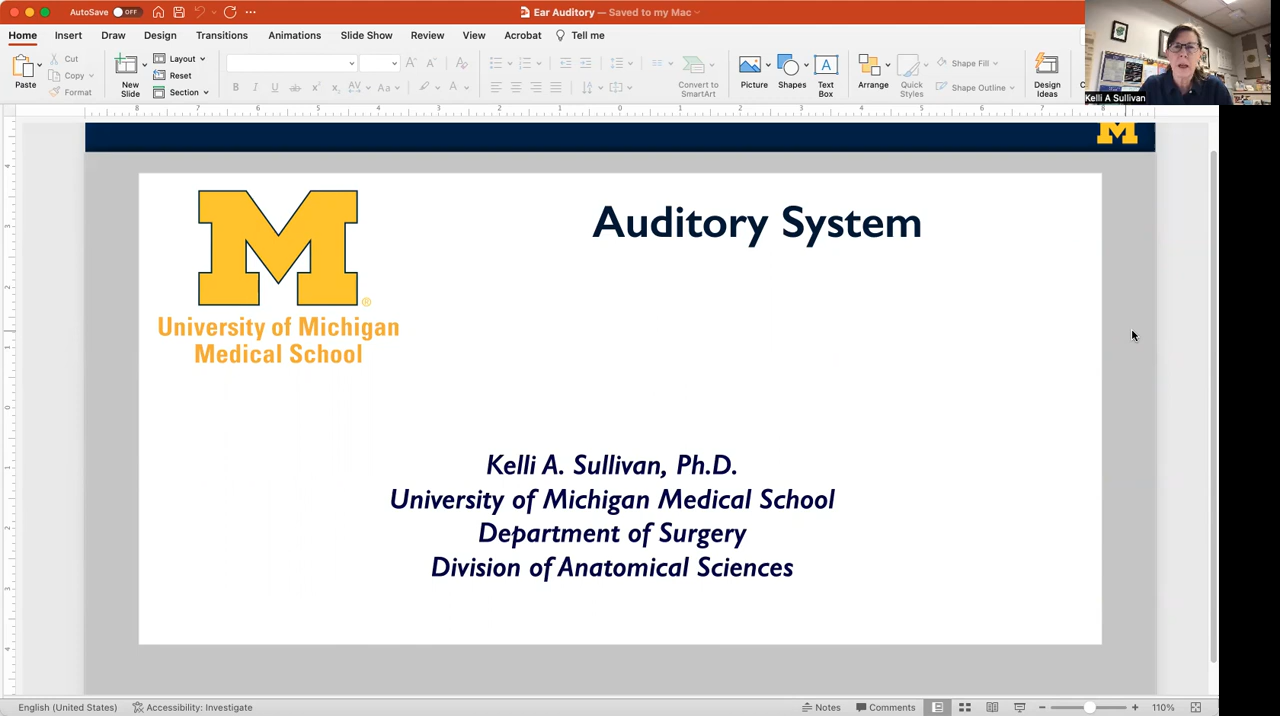 AutoSave OFF
Ear Auditory — Saved to my Mac
Home Insert Draw Design Transitions Animations Slide Show Review View Acrobat Tell me
Paste
Cut
Copy
Format
New Slide
Layout
Reset
Section
B I U
Convert to SmartArt
Picture
Shapes
Text Box
Arrange
Quick Styles
Shape Fill
Shape Outline
Design Ideas
Kelli A Sullivan
M
M
®
University of Michigan
Medical School
Auditory System
Kelli A. Sullivan, Ph.D.
University of Michigan Medical School
Department of Surgery
Division of Anatomical Sciences
English (United States) Accessibility: Investigate Notes Comments 110%